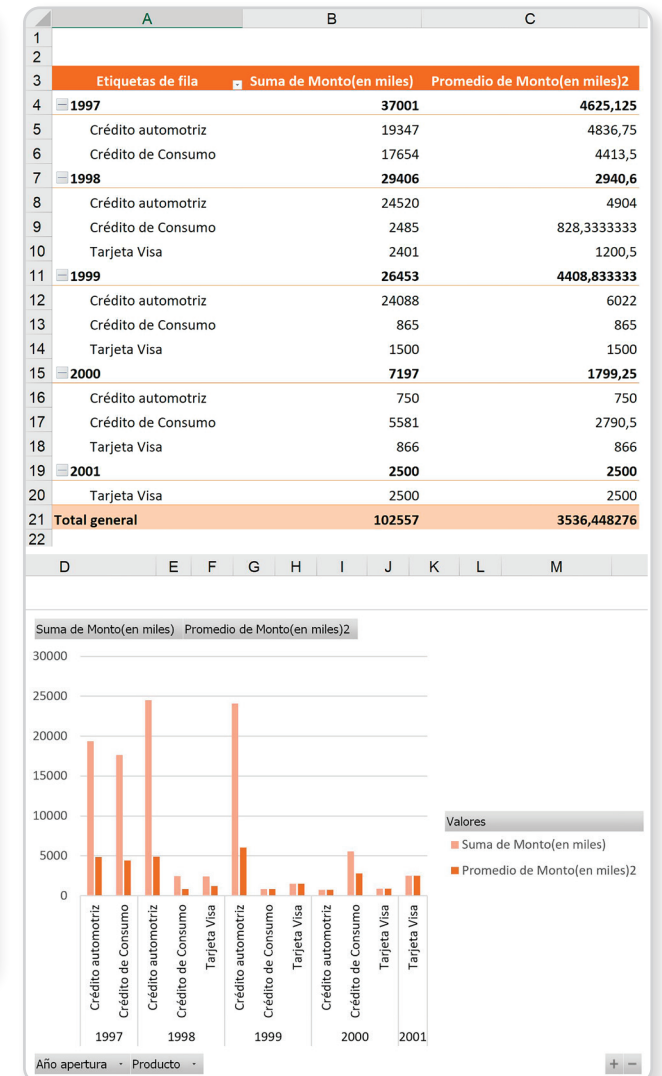 A B C
1
2
3 Etiquetas de fila Suma de Monto(en miles) Promedio de Monto(en miles)2
4 1997 37001 4625,125
5 Crédito automotriz 19347 4836,75
6 Crédito de Consumo 17654 4413,5
7 1998 29406 2940,6
8 Crédito automotriz 24520 4904
9 Crédito de Consumo 2485 828,3333333
10 Tarjeta Visa 2401 1200,5
11 1999 26453 4408,833333
12 Crédito automotriz 24088 6022
13 Crédito de Consumo 865 865
14 Tarjeta Visa 1500 1500
15 2000 7197 1799,25
16 Crédito automotriz 750 750
17 Crédito de Consumo 5581 2790,5
18 Tarjeta Visa 866 866
19 2001 2500 2500
20 Tarjeta Visa 2500 2500
21 Total general 102557 3536,448276
22
D E F G H I J K L M
Suma de Monto(en miles) Promedio de Monto(en miles)2
30000
25000
20000
15000
10000
5000
0
Valores
Suma de Monto(en miles)
Promedio de Monto(en miles)2
Crédito automotriz
Crédito de Consumo
Crédito automotriz
Crédito de Consumo
Tarjeta Visa
Crédito automotriz
Crédito de Consumo
Tarjeta Visa
Crédito automotriz
Crédito de Consumo
Tarjeta Visa
Tarjeta Visa
1997 1998 1999 2000 2001
Año apertura Producto + −